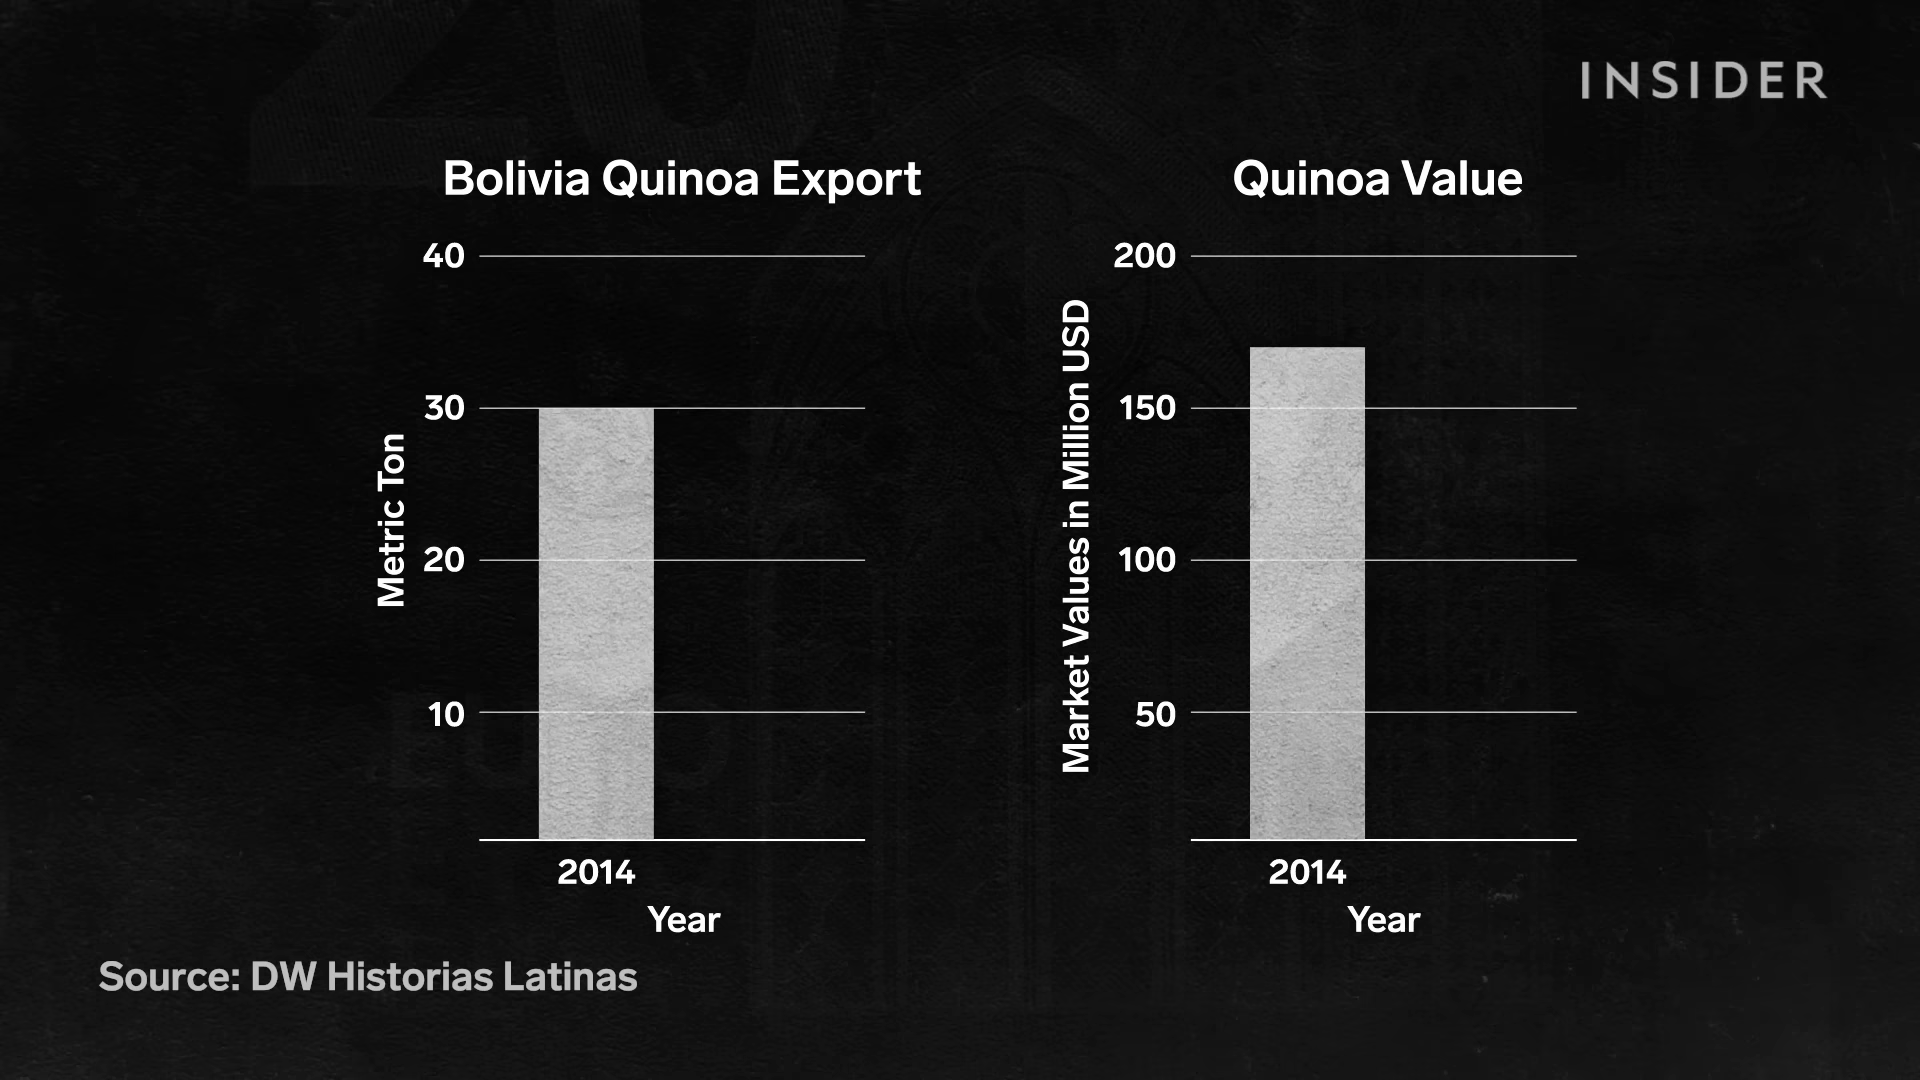 INSIDER
Bolivia Quinoa Export
40
30
20
10
Metric Ton
2014
Year
Quinoa Value
200
150
100
50
Market Values in Million USD
2014
Year
Source: DW Historias Latinas
20